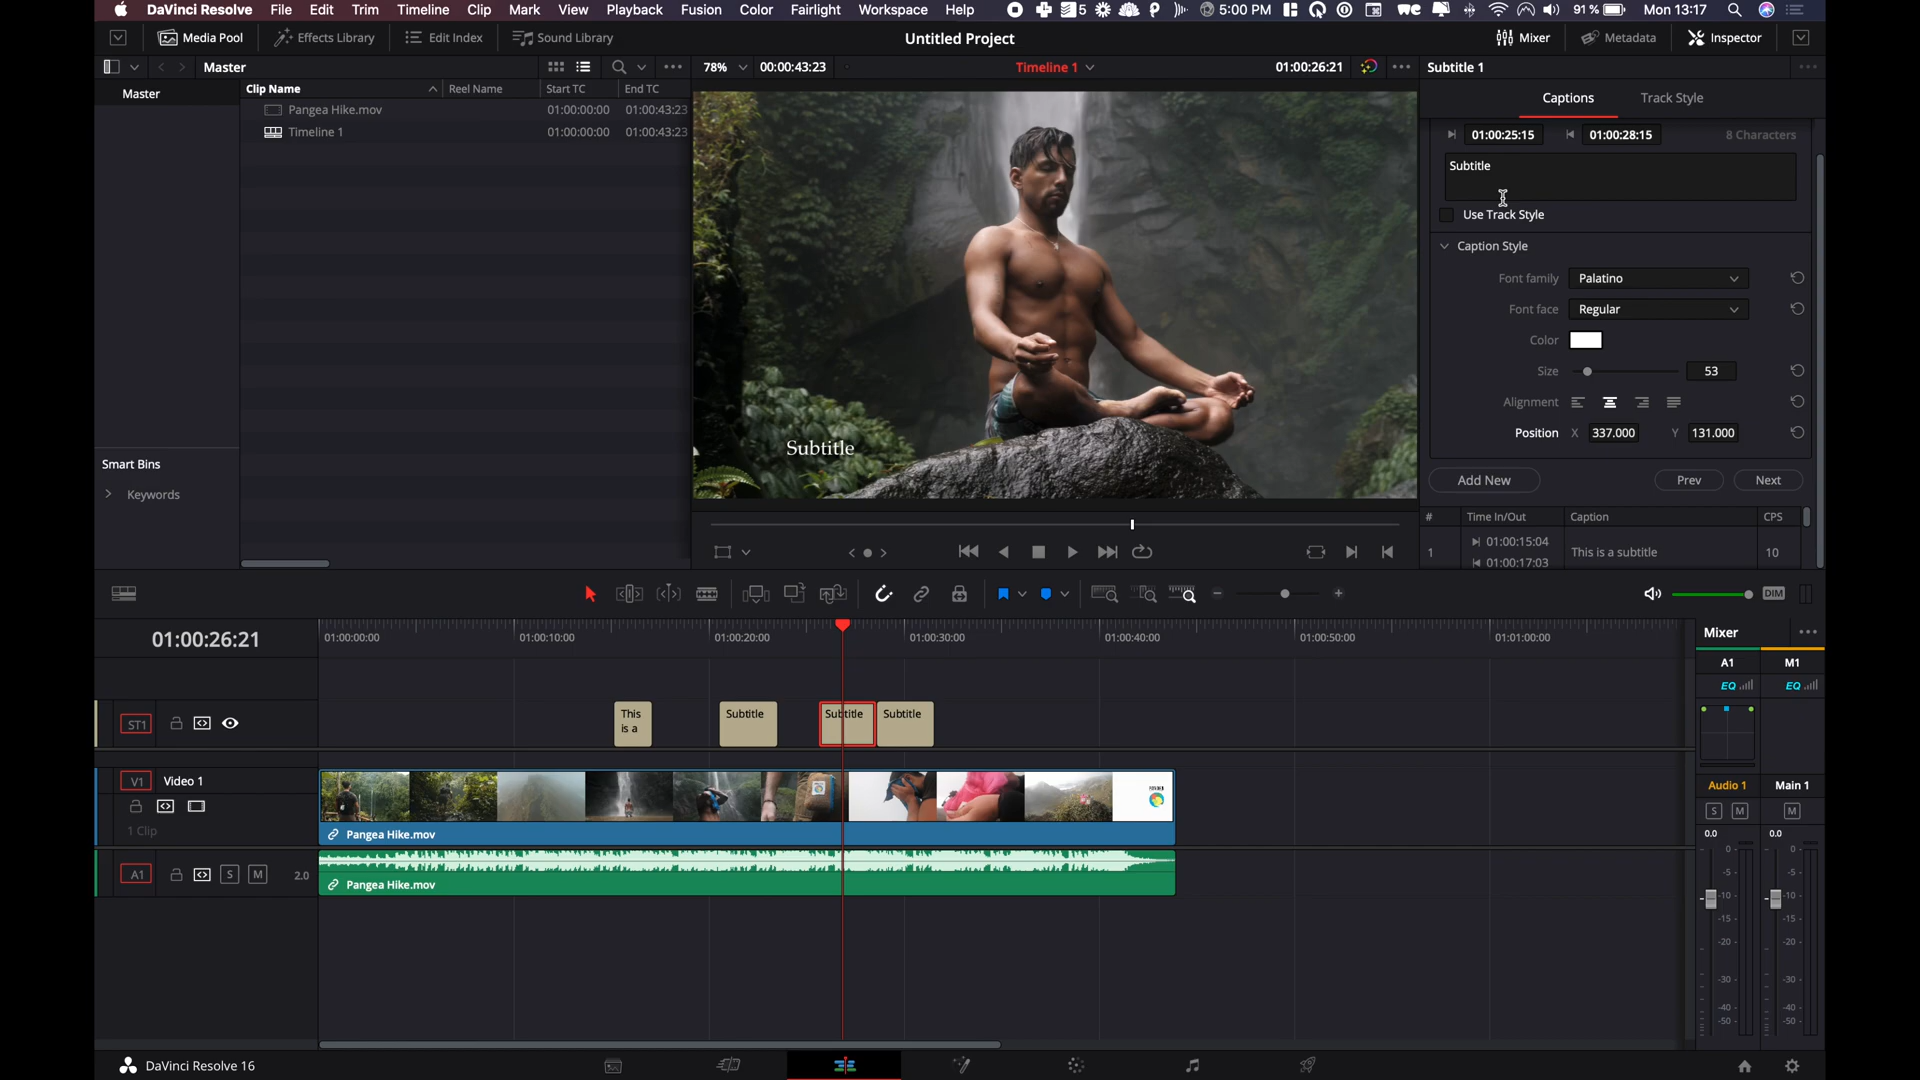 DaVinci Resolve File Edit Trim Timeline Clip Mark View Playback Fusion Color Fairlight Workspace Help 5 5:00 PM 91 % Mon 13:17
Media Pool Effects Library Edit Index Sound Library Untitled Project Mixer Metadata Inspector
Master 78% 00:00:43:23 Timeline 1 01:00:26:21 Subtitle 1
Master
Clip Name Reel Name Start TC End TC
Pangea Hike.mov 01:00:00:00 01:00:43:23
Timeline 1 01:00:00:00 01:00:43:23
Smart Bins
Keywords
Subtitle
Captions Track Style
01:00:25:15 01:00:28:15 8 Characters
Subtitle
Use Track Style
Caption Style
Font family Palatino
Font face Regular
Color
Size 53
Alignment
Position X 337.000 Y 131.000
Add New Prev Next
# Time In/Out Caption CPS
1 01:00:15:04 This is a subtitle 10
01:00:17:03
DIM
01:00:26:21 01:00:00:00 01:00:10:00 01:00:20:00 01:00:30:00 01:00:40:00 01:00:50:00 01:01:00:00
ST1 This is a Subtitle Subtitle Subtitle
V1 Video 1
1 Clip
Pangea Hike.mov
A1 S M 2.0
Pangea Hike.mov
Mixer
A1 M1
EQ EQ
Audio 1 Main 1
S M M
0.0 0.0
0- 0-
-5- -5-
-10- -10-
-15- -15-
-20- -20-
-30- -30-
-40- -40-
-50- -50-
DaVinci Resolve 16